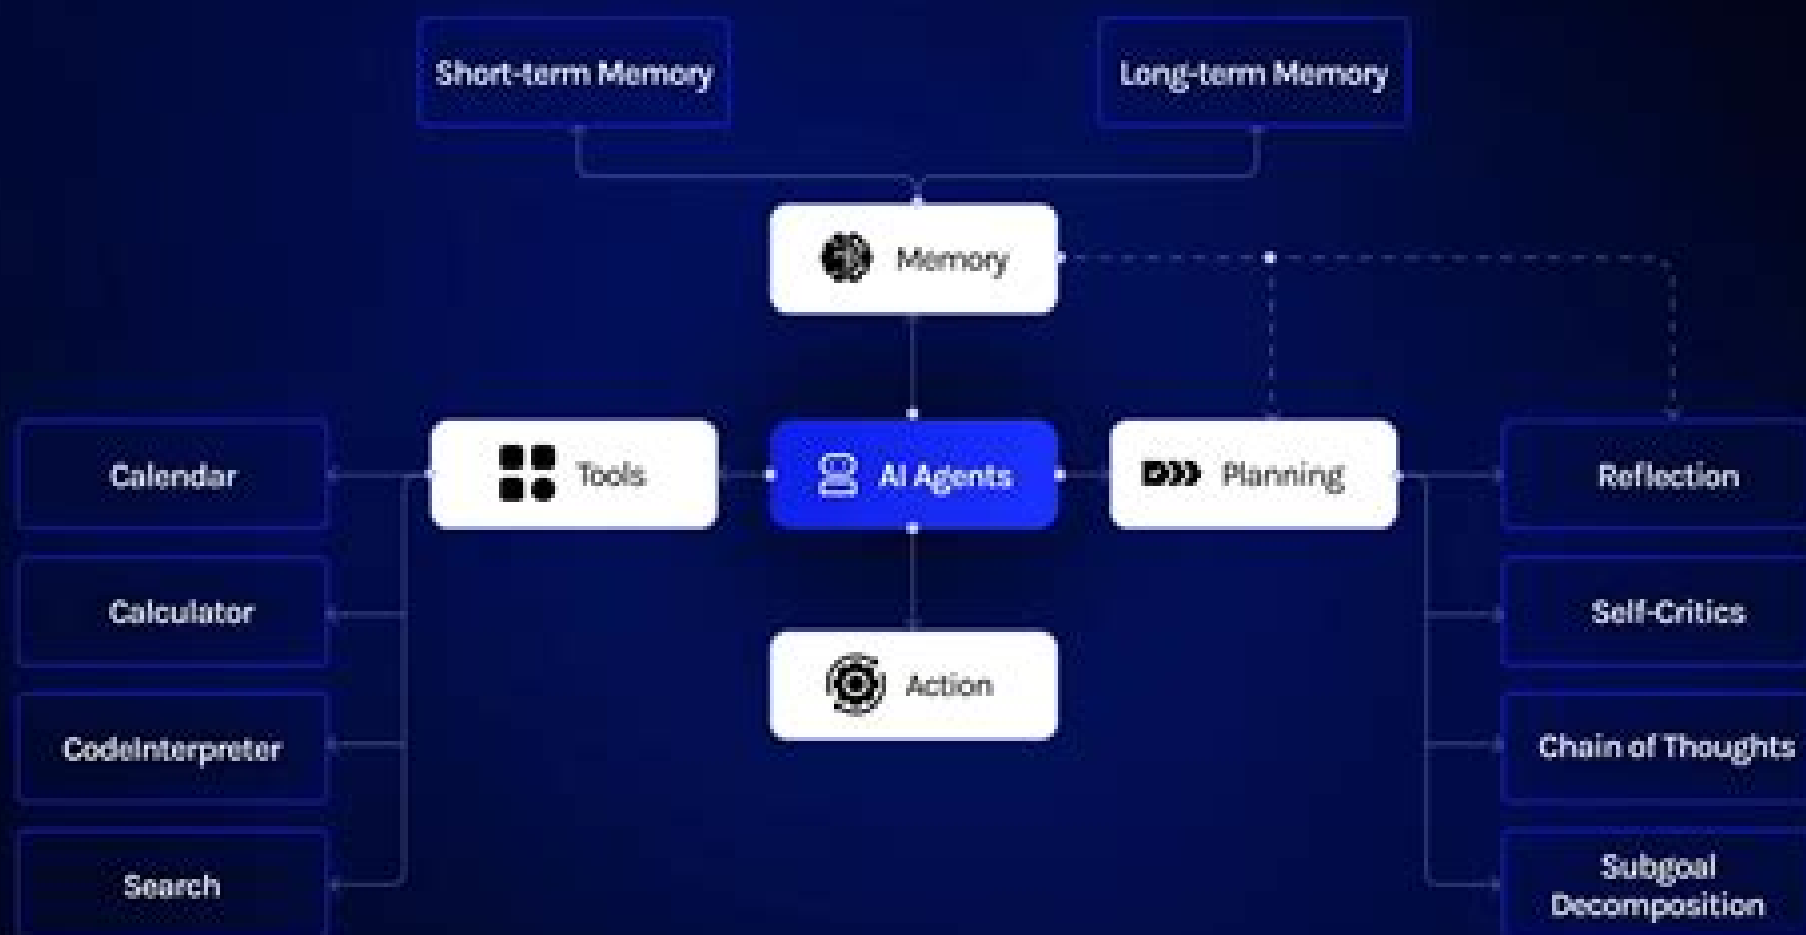 Short-term Memory
Long-term Memory
Memory
Calendar
Tools
AI Agents
Planning
Reflection
Calculator
Self-Critics
Action
CodeInterpreter
Chain of Thoughts
Search
Subgoal
Decomposition